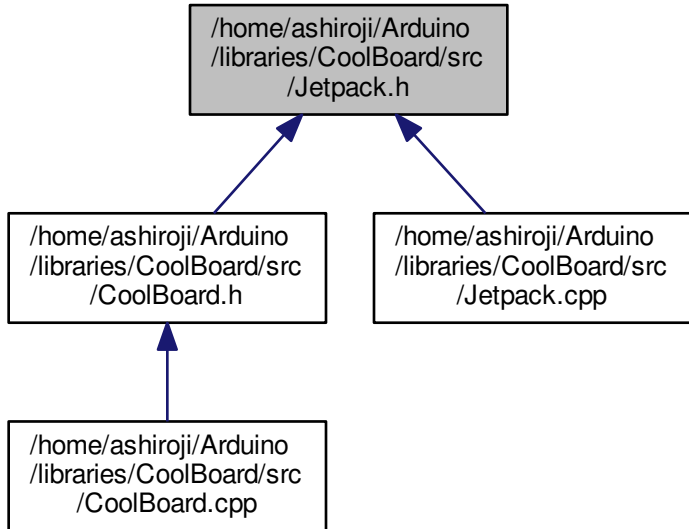 /home/ashiroji/Arduino
/libraries/CoolBoard/src
/Jetpack.h
/home/ashiroji/Arduino
/libraries/CoolBoard/src
/CoolBoard.h
/home/ashiroji/Arduino
/libraries/CoolBoard/src
/Jetpack.cpp
/home/ashiroji/Arduino
/libraries/CoolBoard/src
/CoolBoard.cpp